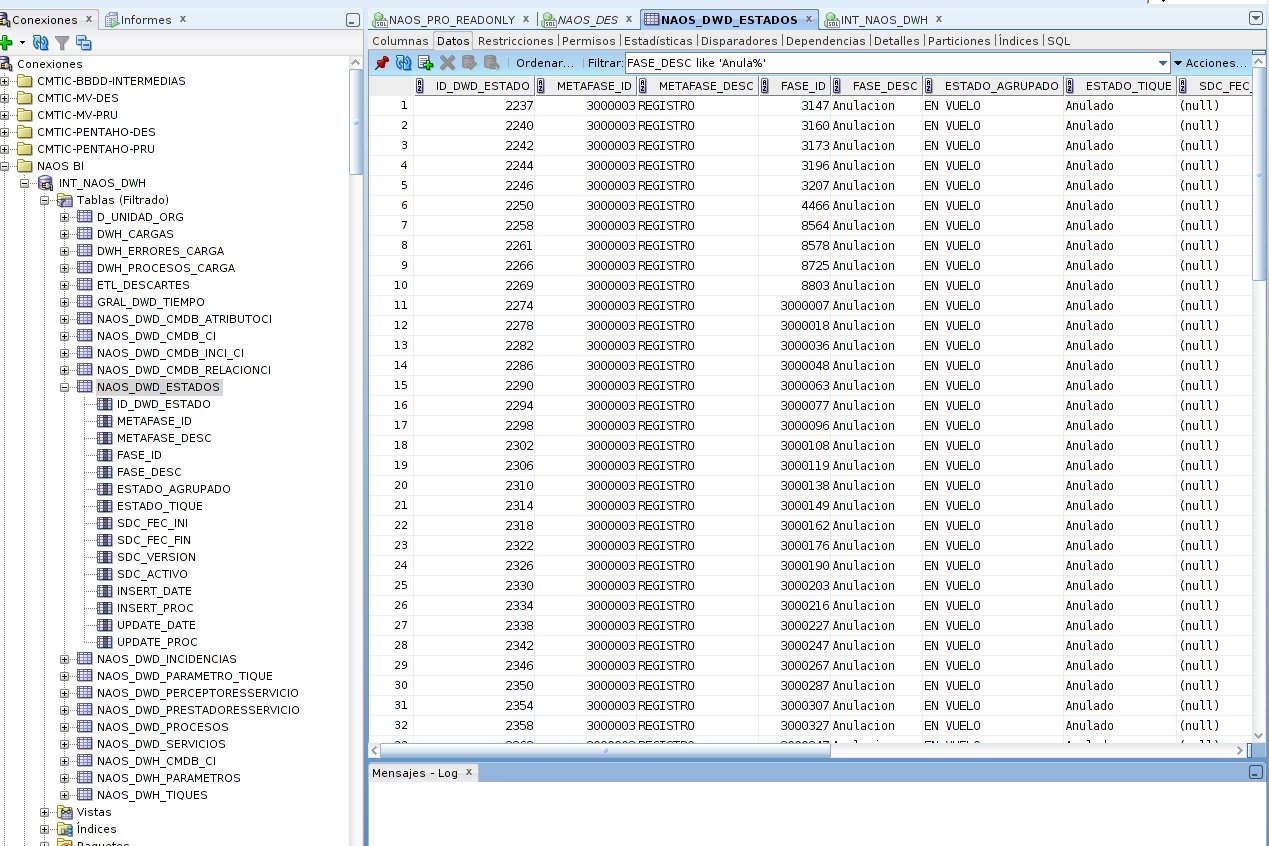 Conexiones x Informes x
Conexiones
CMTIC-BBDD-INTERMEDIAS
CMTIC-MV-DES
CMTIC-MV-PRU
CMTIC-PENTAHO-DES
CMTIC-PENTAHO-PRU
NAOS BI
INT_NAOS_DWH
Tablas (Filtrado)
D_UNIDAD_ORG
DWH_CARGAS
DWH_ERRORES_CARGA
DWH_PROCESOS_CARGA
ETL_DESCARTES
GRAL_DWD_TIEMPO
NAOS_DWD_CMDB_ATRIBUTOCI
NAOS_DWD_CMDB_CI
NAOS_DWD_CMDB_INCI_CI
NAOS_DWD_CMDB_RELACIONCI
NAOS_DWD_ESTADOS
ID_DWD_ESTADO
METAFASE_ID
METAFASE_DESC
FASE_ID
FASE_DESC
ESTADO_AGRUPADO
ESTADO_TIQUE
SDC_FEC_INI
SDC_FEC_FIN
SDC_VERSION
SDC_ACTIVO
INSERT_DATE
INSERT_PROC
UPDATE_DATE
UPDATE_PROC
NAOS_DWD_INCIDENCIAS
NAOS_DWD_PARAMETRO_TIQUE
NAOS_DWD_PERCEPTORESSERVICIO
NAOS_DWD_PRESTADORESSERVICIO
NAOS_DWD_PROCESOS
NAOS_DWD_SERVICIOS
NAOS_DWH_CMDB_CI
NAOS_DWH_PARAMETROS
NAOS_DWH_TIQUES
Vistas
Índices
Paquetes
NAOS_PRO_READONLY x NAOS_DES x NAOS_DWD_ESTADOS x INT_NAOS_DWH x
Columnas Datos Restricciones Permisos Estadísticas Disparadores Dependencias Detalles Particiones Índices SQL
Ordenar... Filtrar: FASE_DESC like 'Anula%' Acciones...
ID_DWD_ESTADO METAFASE_ID METAFASE_DESC FASE_ID FASE_DESC ESTADO_AGRUPADO ESTADO_TIQUE SDC_FEC_
1 2237 3000003 REGISTRO 3147 Anulacion EN VUELO Anulado (null)
2 2240 3000003 REGISTRO 3160 Anulacion EN VUELO Anulado (null)
3 2242 3000003 REGISTRO 3173 Anulacion EN VUELO Anulado (null)
4 2244 3000003 REGISTRO 3196 Anulacion EN VUELO Anulado (null)
5 2246 3000003 REGISTRO 3207 Anulacion EN VUELO Anulado (null)
6 2250 3000003 REGISTRO 4466 Anulacion EN VUELO Anulado (null)
7 2258 3000003 REGISTRO 8564 Anulacion EN VUELO Anulado (null)
8 2261 3000003 REGISTRO 8578 Anulacion EN VUELO Anulado (null)
9 2266 3000003 REGISTRO 8725 Anulacion EN VUELO Anulado (null)
10 2269 3000003 REGISTRO 8803 Anulacion EN VUELO Anulado (null)
11 2274 3000003 REGISTRO 3000007 Anulacion EN VUELO Anulado (null)
12 2278 3000003 REGISTRO 3000018 Anulacion EN VUELO Anulado (null)
13 2282 3000003 REGISTRO 3000036 Anulacion EN VUELO Anulado (null)
14 2286 3000003 REGISTRO 3000048 Anulacion EN VUELO Anulado (null)
15 2290 3000003 REGISTRO 3000063 Anulacion EN VUELO Anulado (null)
16 2294 3000003 REGISTRO 3000077 Anulacion EN VUELO Anulado (null)
17 2298 3000003 REGISTRO 3000096 Anulacion EN VUELO Anulado (null)
18 2302 3000003 REGISTRO 3000108 Anulacion EN VUELO Anulado (null)
19 2306 3000003 REGISTRO 3000119 Anulacion EN VUELO Anulado (null)
20 2310 3000003 REGISTRO 3000138 Anulacion EN VUELO Anulado (null)
21 2314 3000003 REGISTRO 3000149 Anulacion EN VUELO Anulado (null)
22 2318 3000003 REGISTRO 3000162 Anulacion EN VUELO Anulado (null)
23 2322 3000003 REGISTRO 3000176 Anulacion EN VUELO Anulado (null)
24 2326 3000003 REGISTRO 3000190 Anulacion EN VUELO Anulado (null)
25 2330 3000003 REGISTRO 3000203 Anulacion EN VUELO Anulado (null)
26 2334 3000003 REGISTRO 3000216 Anulacion EN VUELO Anulado (null)
27 2338 3000003 REGISTRO 3000227 Anulacion EN VUELO Anulado (null)
28 2342 3000003 REGISTRO 3000247 Anulacion EN VUELO Anulado (null)
29 2346 3000003 REGISTRO 3000267 Anulacion EN VUELO Anulado (null)
30 2350 3000003 REGISTRO 3000287 Anulacion EN VUELO Anulado (null)
31 2354 3000003 REGISTRO 3000307 Anulacion EN VUELO Anulado (null)
32 2358 3000003 REGISTRO 3000327 Anulacion EN VUELO Anulado (null)
Mensajes - Log x